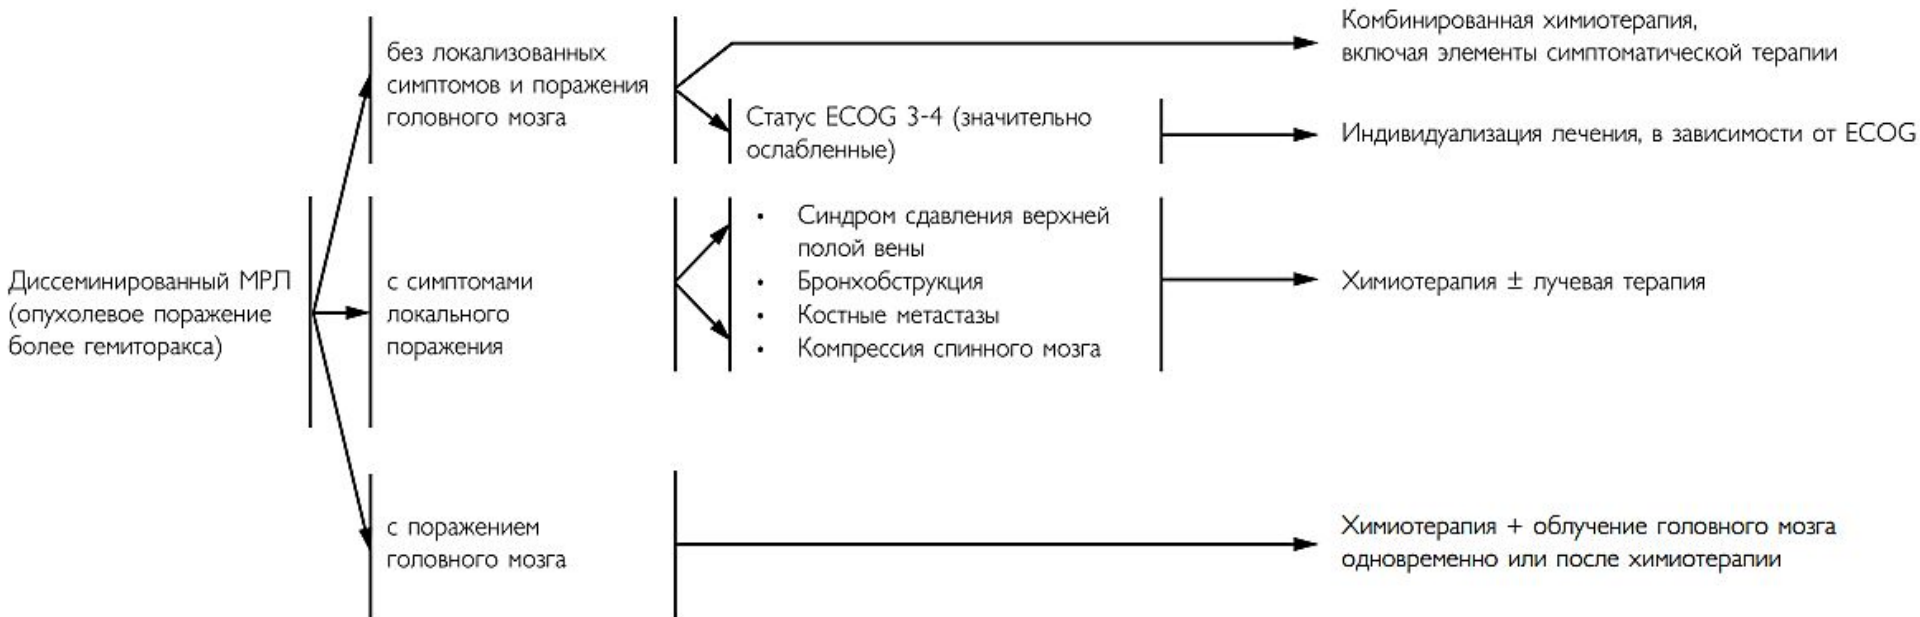 Комбинированная химиотерапия,
включая элементы симптоматической терапии
без локализованных
симптомов и поражения
головного мозга
Статус ECOG 3-4 (значительно
ослабленные)
Индивидуализация лечения, в зависимости от ECOG
Диссеминированный МРЛ
(опухолевое поражение
более гемиторакса)
с симптомами
локального
поражения
• Синдром сдавления верхней
полой вены
• Бронхобструкция
• Костные метастазы
• Компрессия спинного мозга
Химиотерапия ± лучевая терапия
с поражением
головного мозга
Химиотерапия + облучение головного мозга
одновременно или после химиотерапии